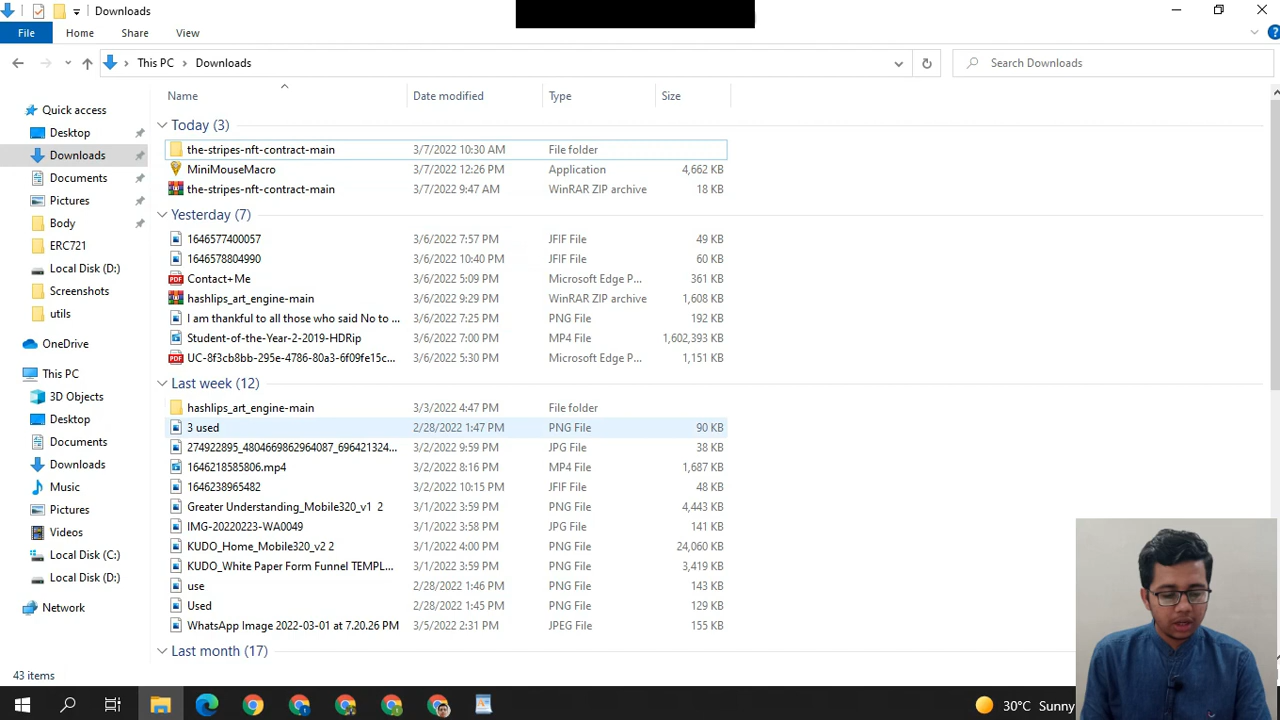 Downloads
File Home Share View
This PC Downloads Search Downloads
Name Date modified Type Size
Quick access
Desktop
Downloads
Documents
Pictures
Body
ERC721
Local Disk (D:)
Screenshots
utils
OneDrive
This PC
3D Objects
Desktop
Documents
Downloads
Music
Pictures
Videos
Local Disk (C:)
Local Disk (D:)
Network
Today (3)
the-stripes-nft-contract-main 3/7/2022 10:30 AM File folder
MiniMouseMacro 3/7/2022 12:26 PM Application 4,662 KB
the-stripes-nft-contract-main 3/7/2022 9:47 AM WinRAR ZIP archive 18 KB
Yesterday (7)
1646577400057 3/6/2022 7:57 PM JFIF File 49 KB
1646578804990 3/6/2022 10:40 PM JFIF File 60 KB
Contact+Me 3/6/2022 5:09 PM Microsoft Edge P... 361 KB
hashlips_art_engine-main 3/6/2022 9:29 PM WinRAR ZIP archive 1,608 KB
I am thankful to all those who said No to ... 3/6/2022 7:25 PM PNG File 192 KB
Student-of-the-Year-2-2019-HDRip 3/6/2022 7:00 PM MP4 File 1,602,393 KB
UC-8f3cb8bb-295e-4786-80a3-6f09fe15c... 3/6/2022 5:30 PM Microsoft Edge P... 1,151 KB
Last week (12)
hashlips_art_engine-main 3/3/2022 4:47 PM File folder
3 used 2/28/2022 1:47 PM PNG File 90 KB
274922895_4804669862964087_696421324... 3/2/2022 9:59 PM JPG File 38 KB
1646218585806.mp4 3/2/2022 8:16 PM MP4 File 1,687 KB
1646238965482 3/2/2022 10:15 PM JFIF File 48 KB
Greater Understanding_Mobile320_v1 2 3/1/2022 3:59 PM PNG File 4,443 KB
IMG-20220223-WA0049 3/1/2022 3:58 PM JPG File 141 KB
KUDO_Home_Mobile320_v2 2 3/1/2022 4:00 PM PNG File 24,060 KB
KUDO_White Paper Form Funnel TEMPL... 3/1/2022 3:59 PM PNG File 3,419 KB
use 2/28/2022 1:46 PM PNG File 143 KB
Used 2/28/2022 1:45 PM PNG File 129 KB
WhatsApp Image 2022-03-01 at 7.20.26 PM 3/5/2022 2:31 PM JPEG File 155 KB
Last month (17)
43 items
30°C Sunny